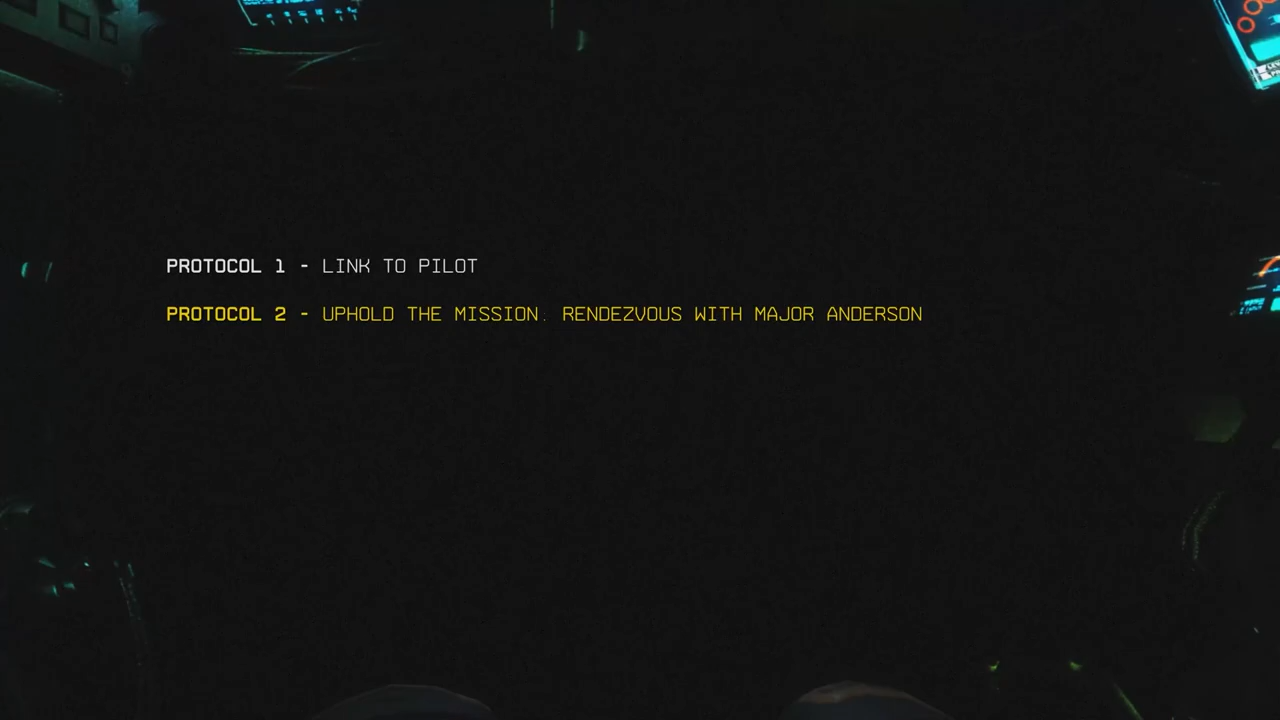 PROTOCOL 1 - LINK TO PILOT
PROTOCOL 2 - UPHOLD THE MISSION. RENDEZVOUS WITH MAJOR ANDERSON